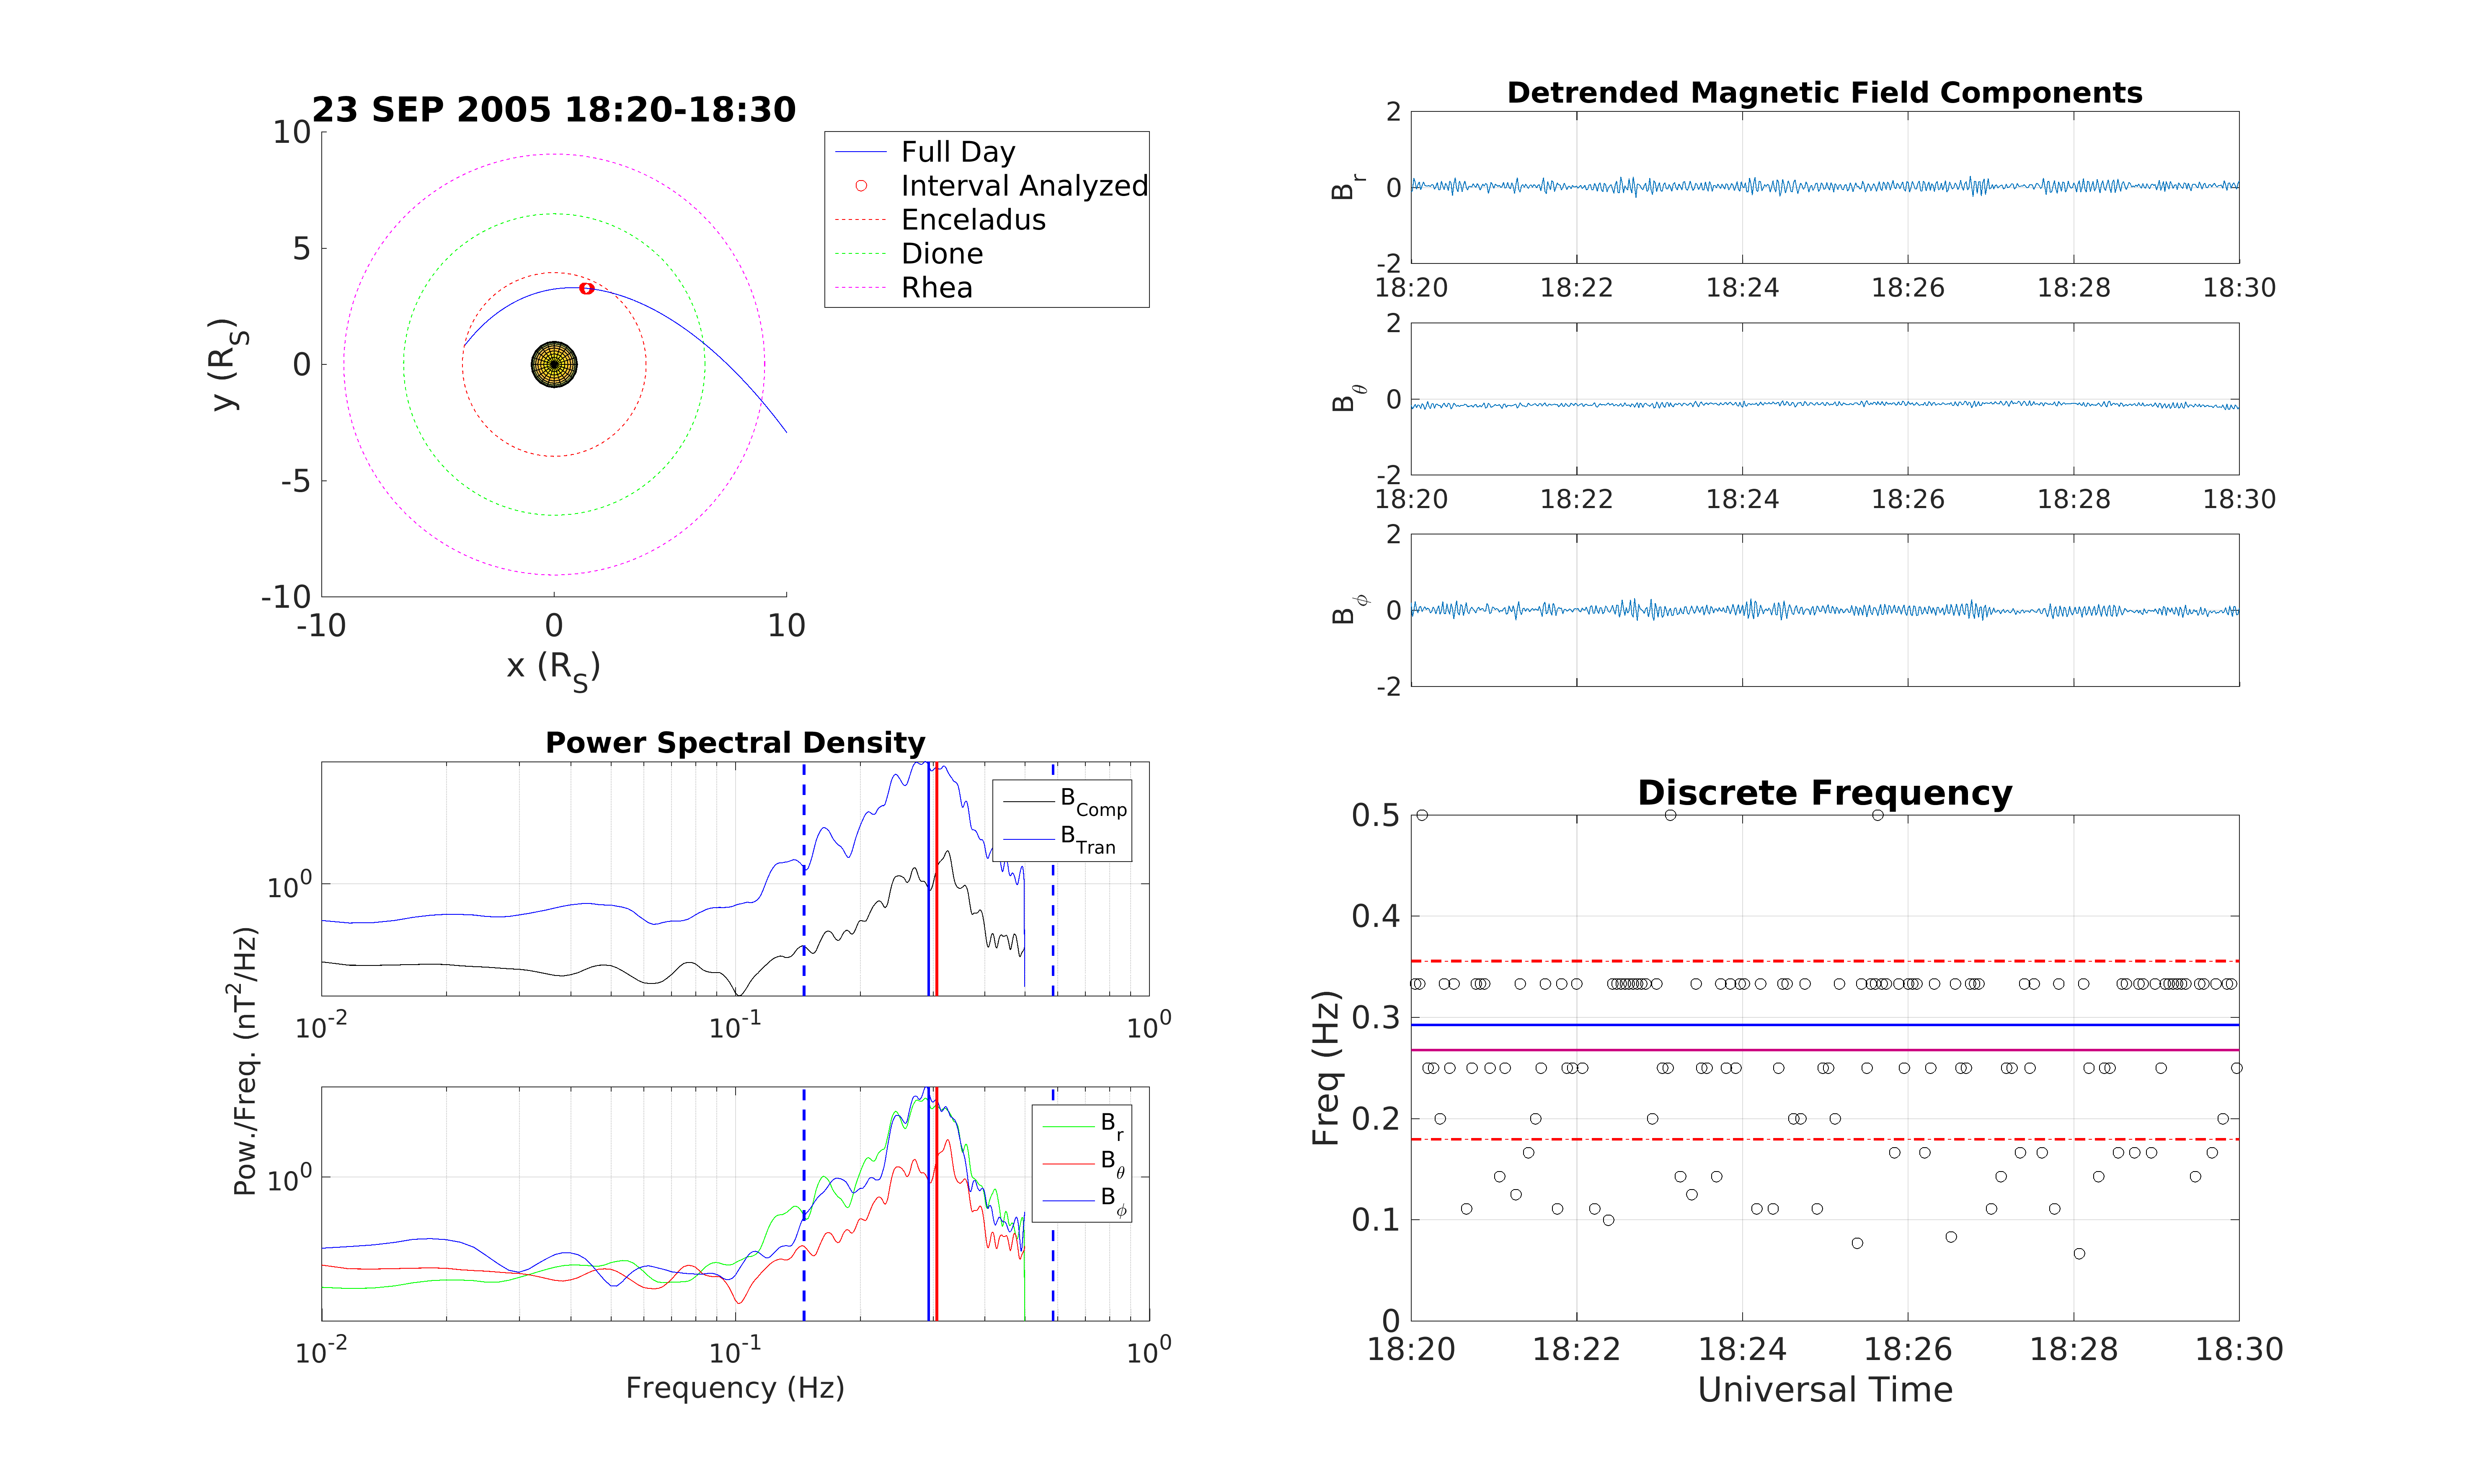 23 SEP 2005 18:20-18:30
10
5
0
-5
-10
-10 0 10
y (R_S)
x (R_S)
Full Day
Interval Analyzed
Enceladus
Dione
Rhea
Detrended Magnetic Field Components
2
0
-2
B_r
18:20 18:22 18:24 18:26 18:28 18:30
2
0
-2
B_θ
18:20 18:22 18:24 18:26 18:28 18:30
2
0
-2
B_ϕ
Power Spectral Density
10^0
B_Comp
B_Tran
10^-2 10^-1 10^0
Pow./Freq. (nT^2/Hz)
10^0
B_r
B_θ
B_ϕ
10^-2 10^-1 10^0
Frequency (Hz)
Discrete Frequency
0.5
0.4
0.3
0.2
0.1
0
Freq (Hz)
18:20 18:22 18:24 18:26 18:28 18:30
Universal Time